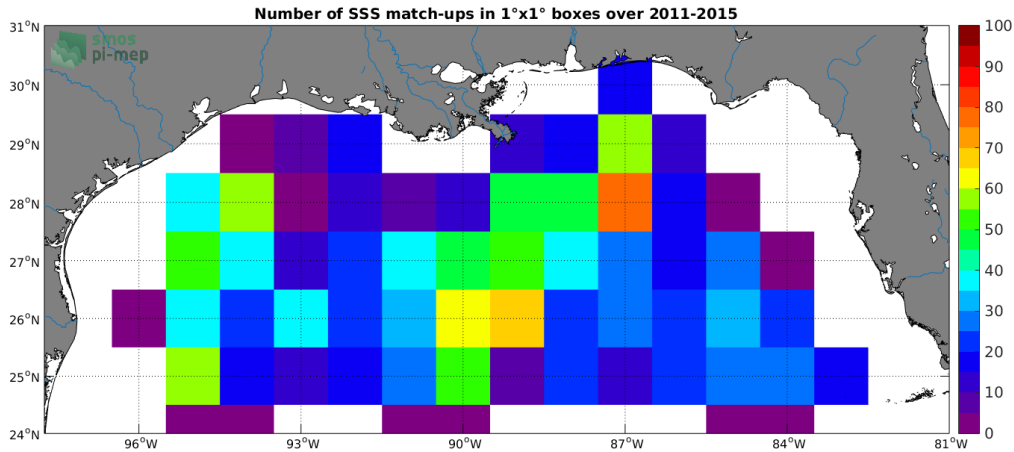 Number of SSS match-ups in 1°x1° boxes over 2011-2015
smos
pi-mep
31°N
30°N
29°N
28°N
27°N
26°N
25°N
24°N
96°W
93°W
90°W
87°W
84°W
81°W
100
90
80
70
60
50
40
30
20
10
0